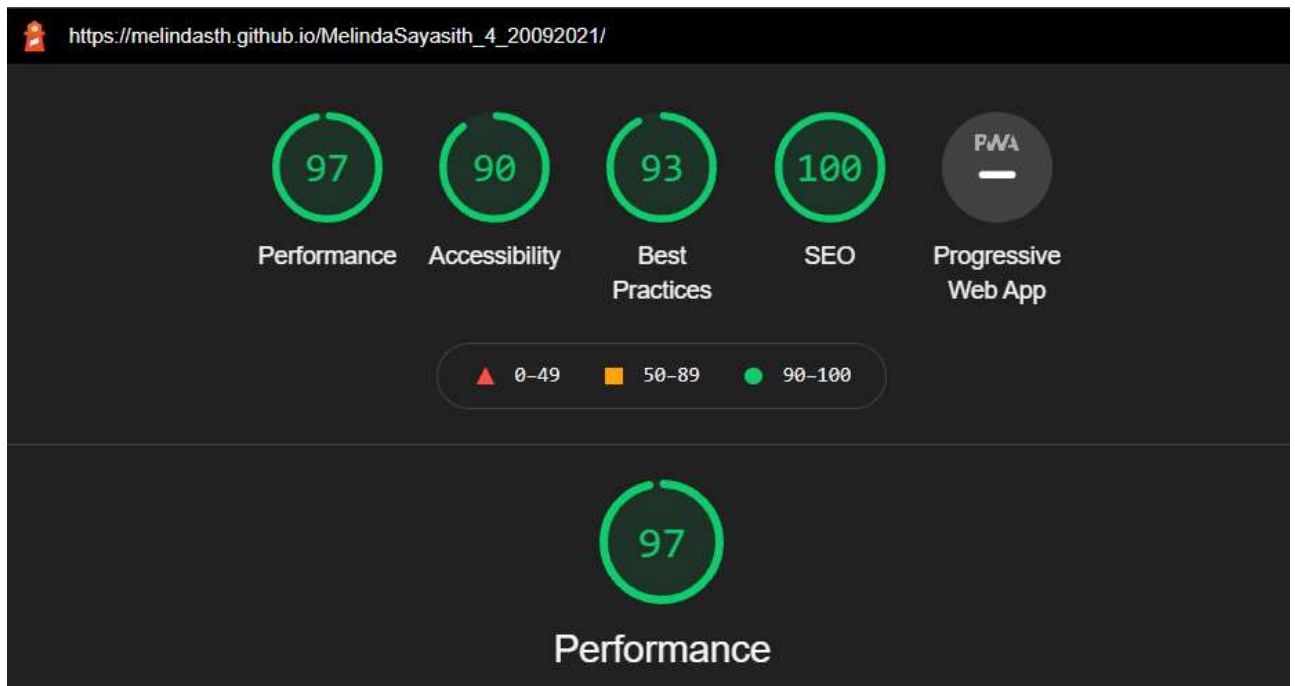 https://melindasth.github.io/MelindaSayasith_4_20092021/
97 90 93 100 PWA
Performance Accessibility Best Practices SEO Progressive Web App
0–49 50–89 90–100
97
Performance